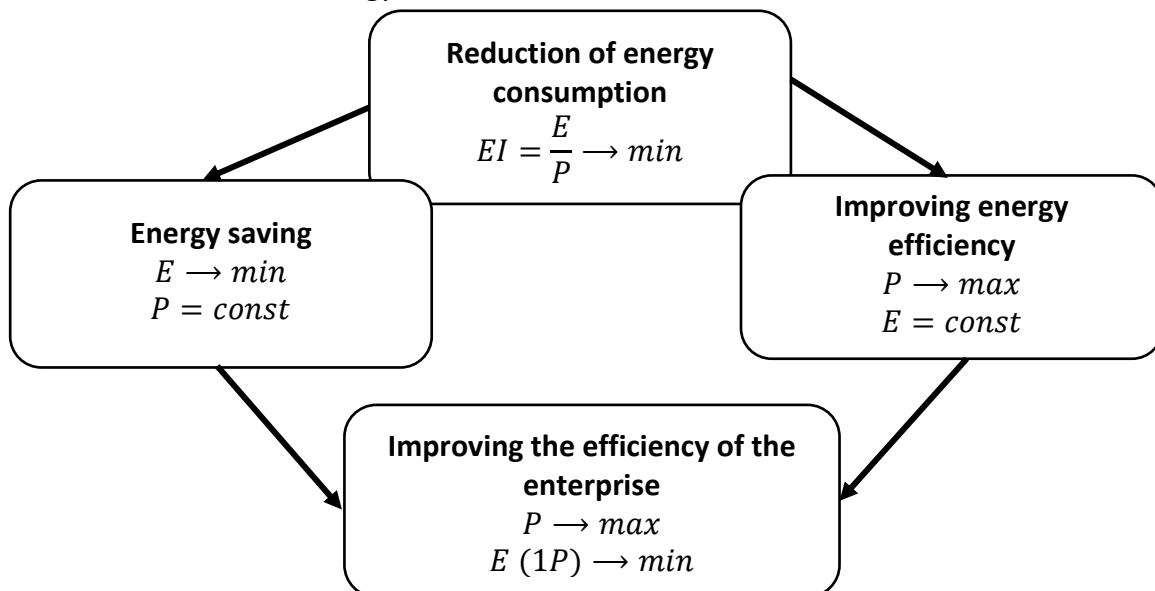 Reduction of energy
consumption
EI = E/P → min
Energy saving
E → min
P = const
Improving energy
efficiency
P → max
E = const
Improving the efficiency of the
enterprise
P → max
E (1P) → min